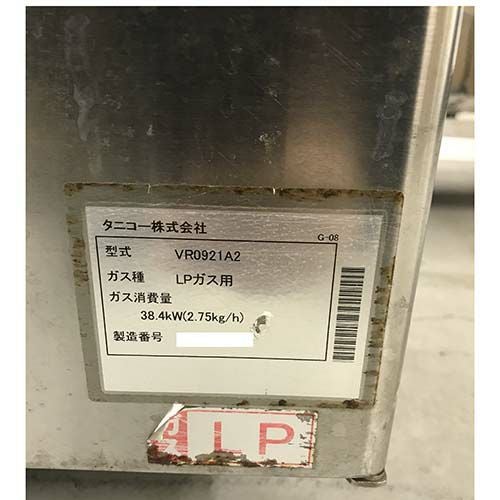 タニコー株式会社
G-08
型式 VR0921A2
ガス種 LPガス用
ガス消費量
38.4kW(2.75kg/h)
製造番号
LP